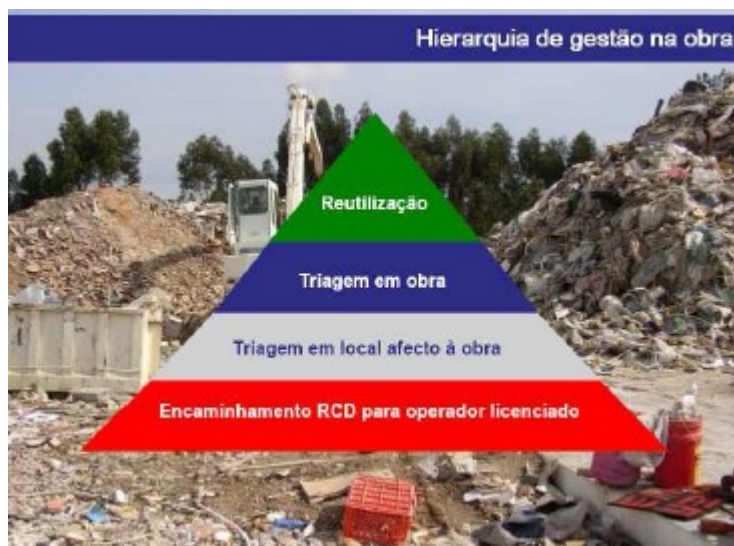 Hierarquia de gestão na obra
Reutilização
Triagem em obra
Triagem em local afecto à obra
Encaminhamento RCD para operador licenciado